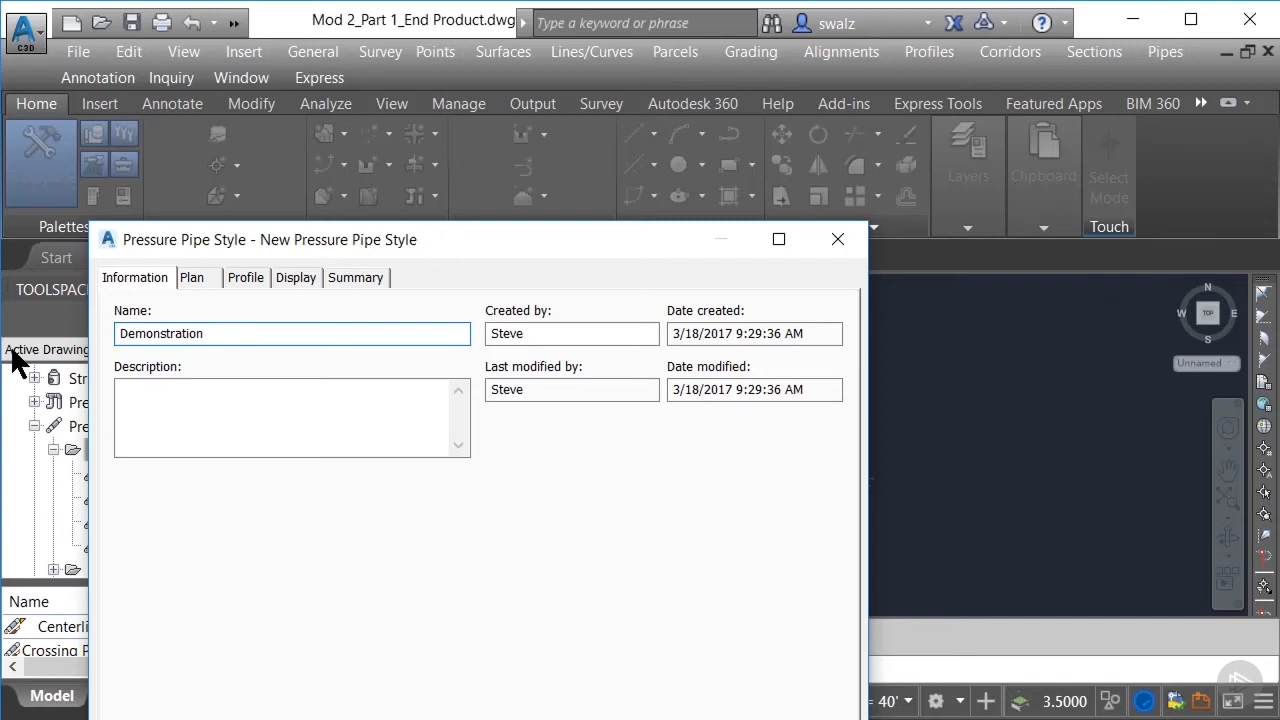 C3D
Mod 2_Part 1_End Product.dwg
Type a keyword or phrase
swalz
File Edit View Insert General Survey Points Surfaces Lines/Curves Parcels Grading Alignments Profiles Corridors Sections Pipes
Annotation Inquiry Window Express
Home Insert Annotate Modify Analyze View Manage Output Survey Autodesk 360 Help Add-ins Express Tools Featured Apps BIM 360
Layers Clipboard Select
Mode
Palettes Touch
Start
Pressure Pipe Style - New Pressure Pipe Style
TOOLSPAC
Information Plan Profile Display Summary
Name: Created by: Date created:
Demonstration Steve 3/18/2017 9:29:36 AM
Active Drawing
Description: Last modified by: Date modified:
Steve 3/18/2017 9:29:36 AM
Str
Pre
Pre
N
W TOP E
S
Unnamed
Name
Centerli
Crossing P
Model
= 40' 3.5000